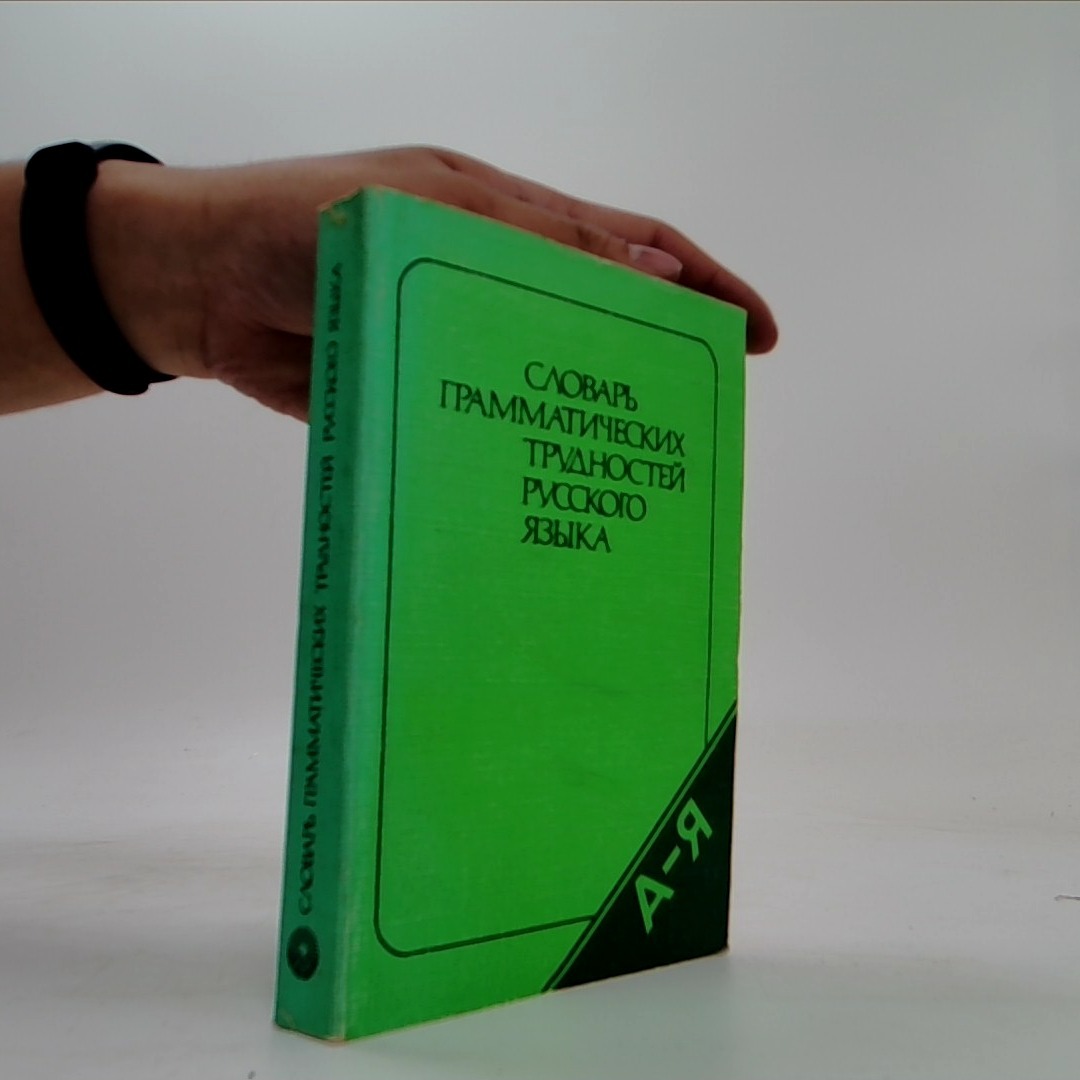 СЛОВАРЬ
ГРАММАТИЧЕСКИХ
ТРУДНОСТЕЙ
РУССКОГО
ЯЗЫКА
А–Я
СЛОВАРЬ ГРАММАТИЧЕСКИХ ТРУДНОСТЕЙ РУССКОГО ЯЗЫКА